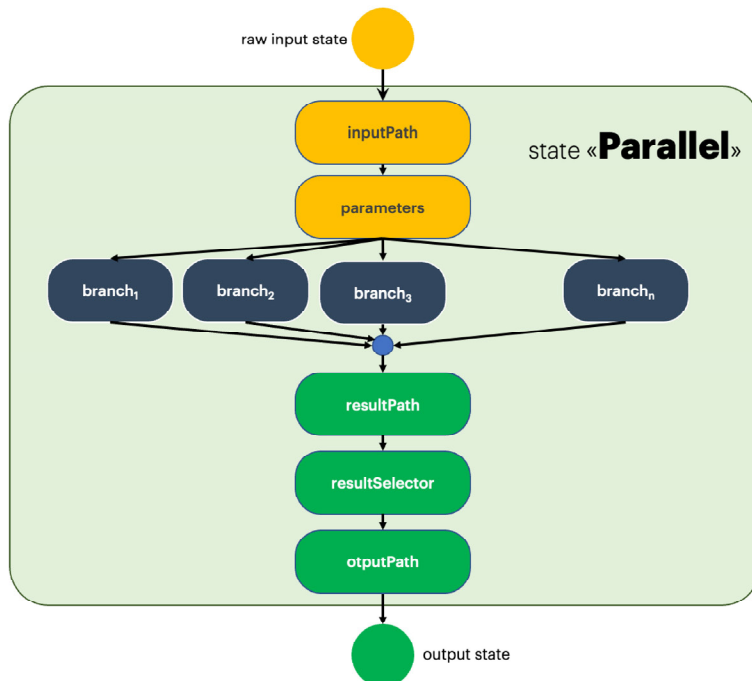 raw input state
inputPath
state «Parallel»
parameters
branch₁ branch₂ branch₃ branchₙ
resultPath
resultSelector
otputPath
output state